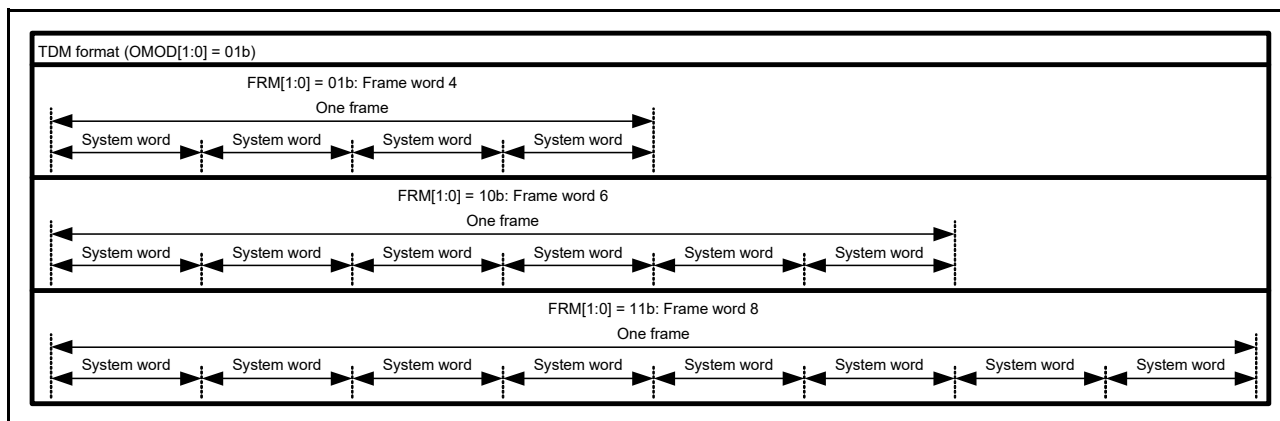 TDM format (OMOD[1:0] = 01b)
FRM[1:0] = 01b: Frame word 4
One frame
System word System word System word System word
FRM[1:0] = 10b: Frame word 6
One frame
System word System word System word System word System word System word
FRM[1:0] = 11b: Frame word 8
One frame
System word System word System word System word System word System word System word System word